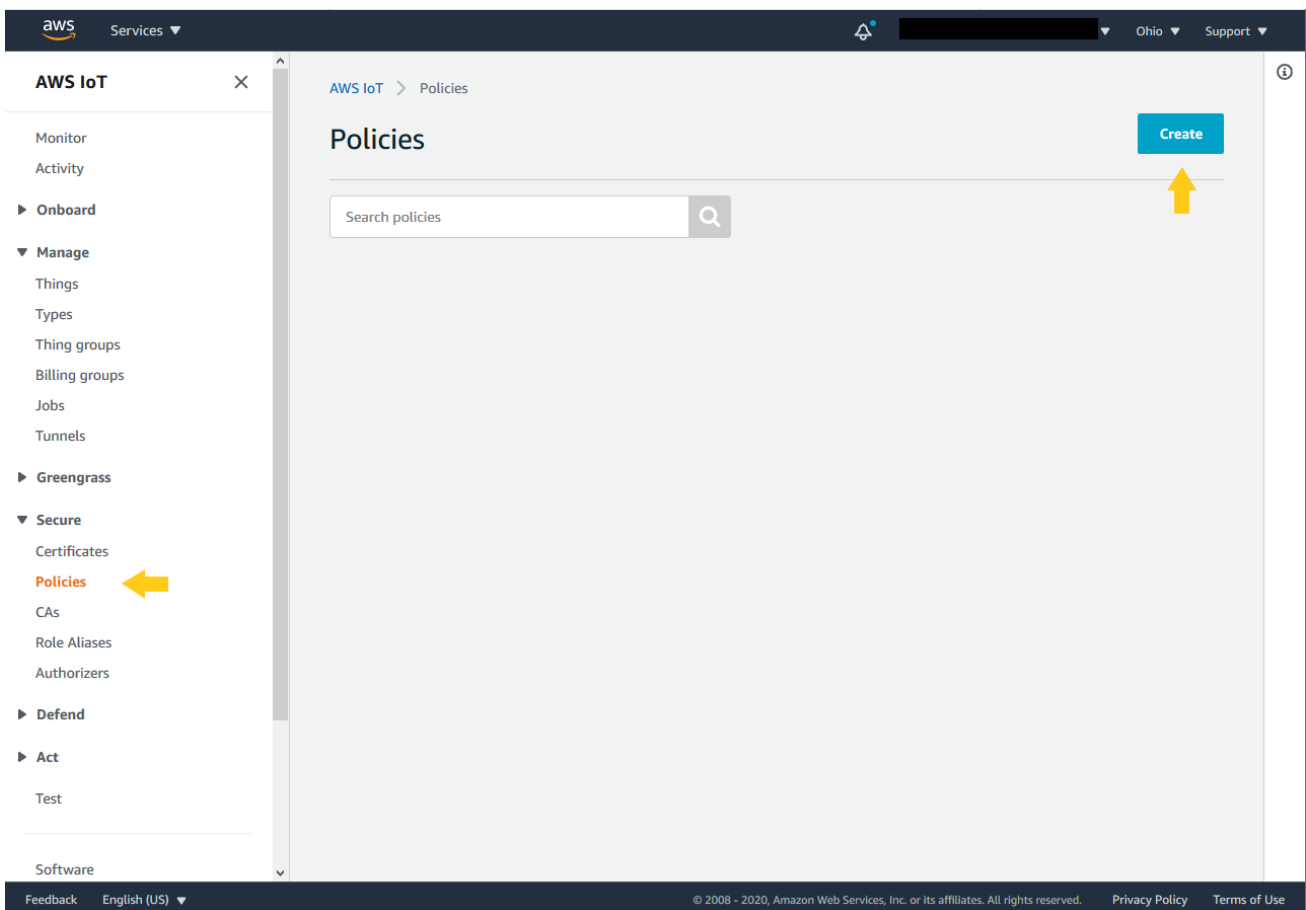 aws Services Ohio Support
AWS IoT
Monitor
Activity
Onboard
Manage
Things
Types
Thing groups
Billing groups
Jobs
Tunnels
Greengrass
Secure
Certificates
Policies
CAs
Role Aliases
Authorizers
Defend
Act
Test
Software
AWS IoT > Policies
Policies
Create
Search policies
Feedback English (US) © 2008 - 2020, Amazon Web Services, Inc. or its affiliates. All rights reserved. Privacy Policy Terms of Use